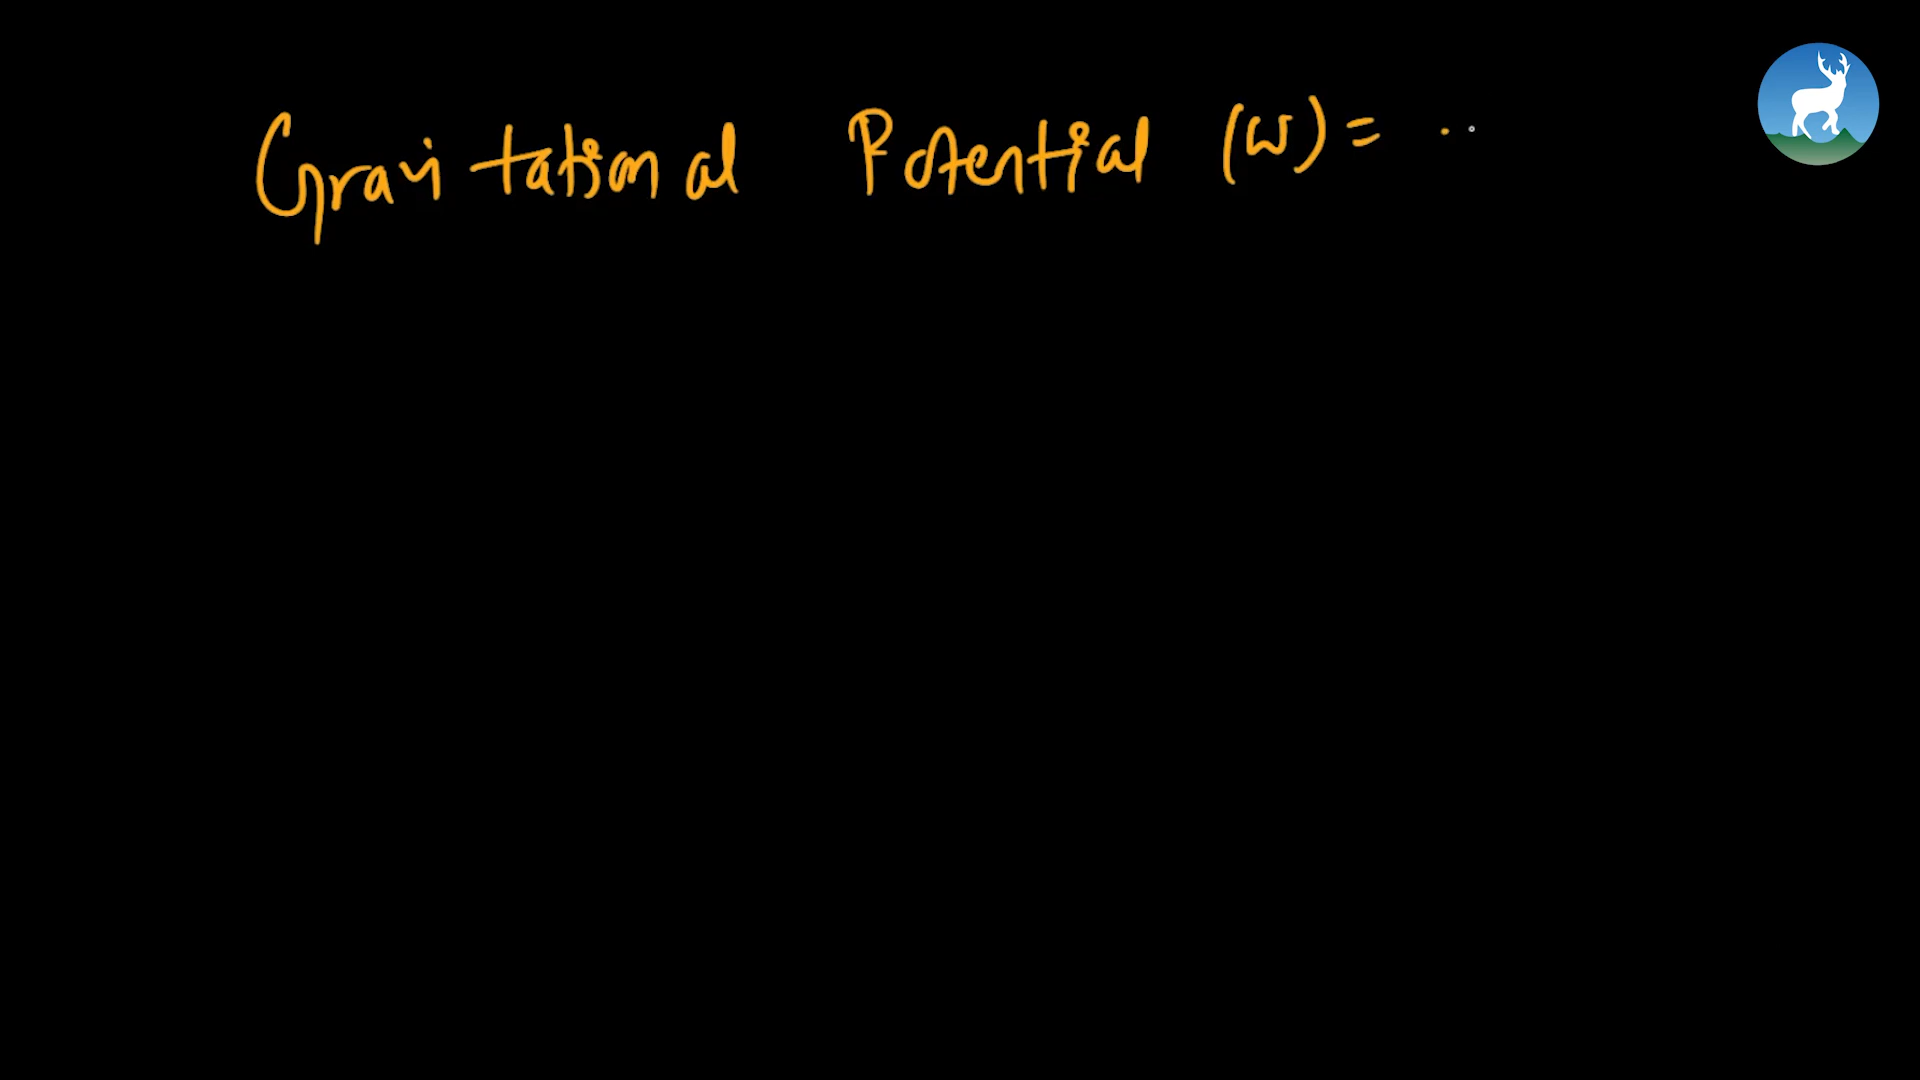 Gravitational Potential (W) = ..